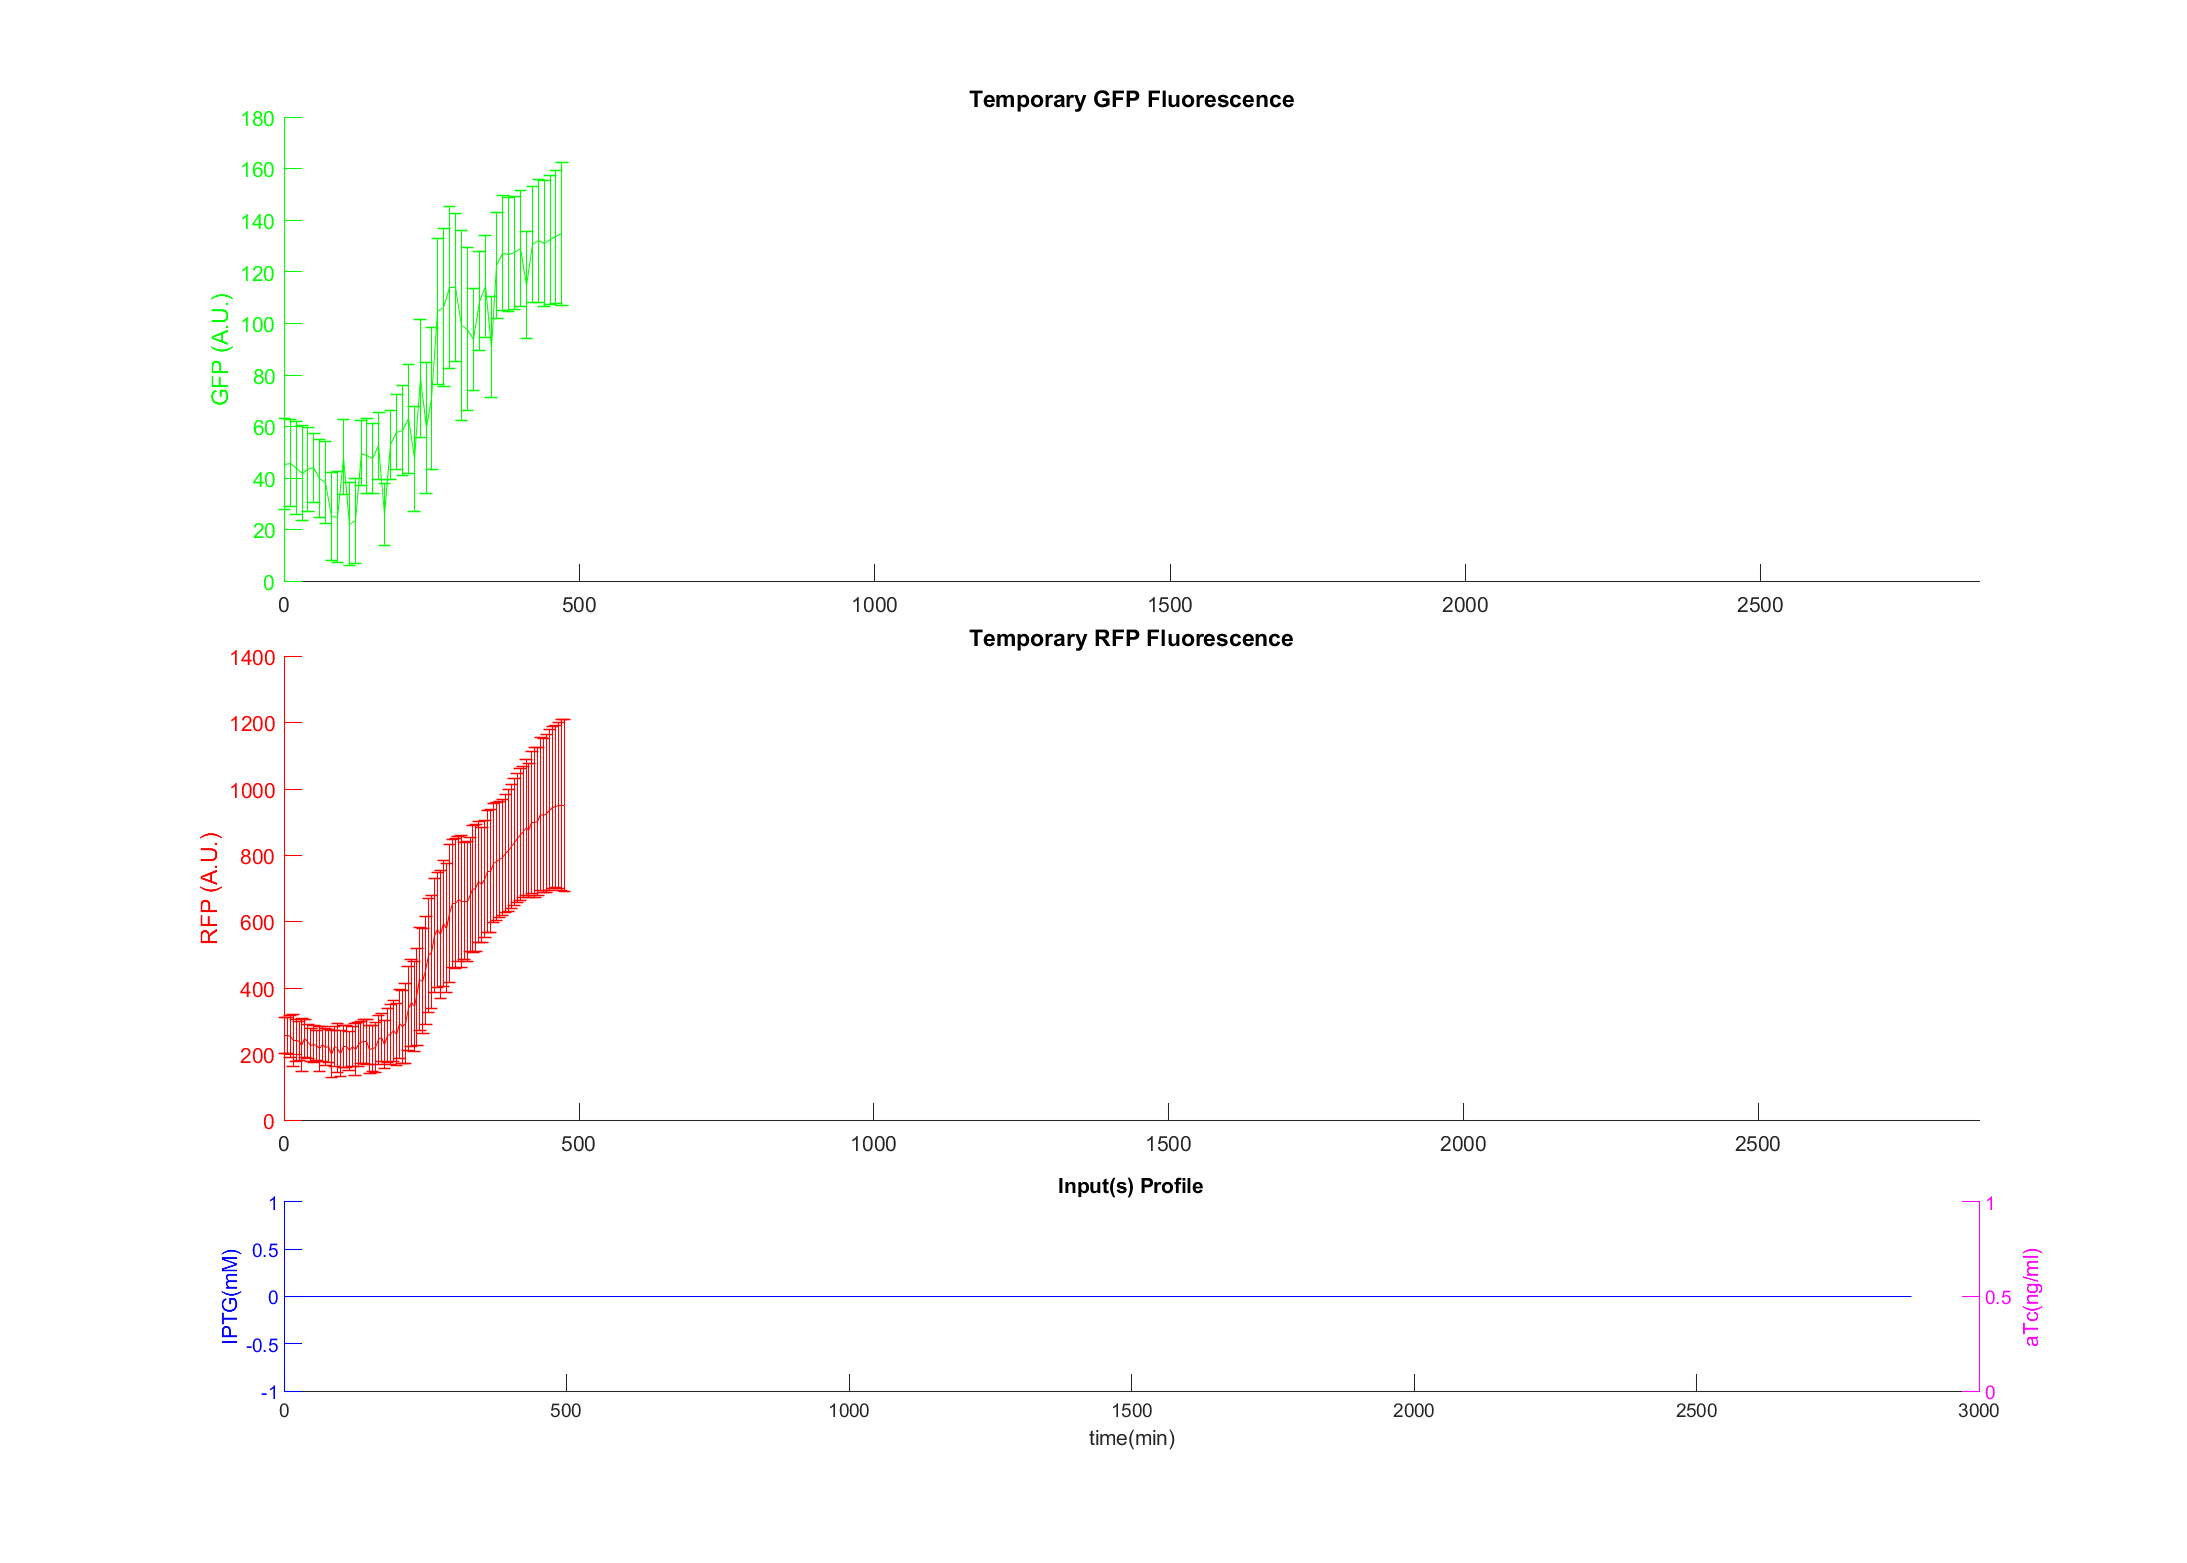 Temporary GFP Fluorescence
180
160
140
120
100
80
60
40
20
0
GFP (A.U.)
0 500 1000 1500 2000 2500
Temporary RFP Fluorescence
1400
1200
1000
800
600
400
200
0
RFP (A.U.)
0 500 1000 1500 2000 2500
Input(s) Profile
1
0.5
0
-0.5
-1
IPTG(mM)
1
0.5
0
aTc(ng/ml)
0 500 1000 1500 2000 2500 3000
time(min)